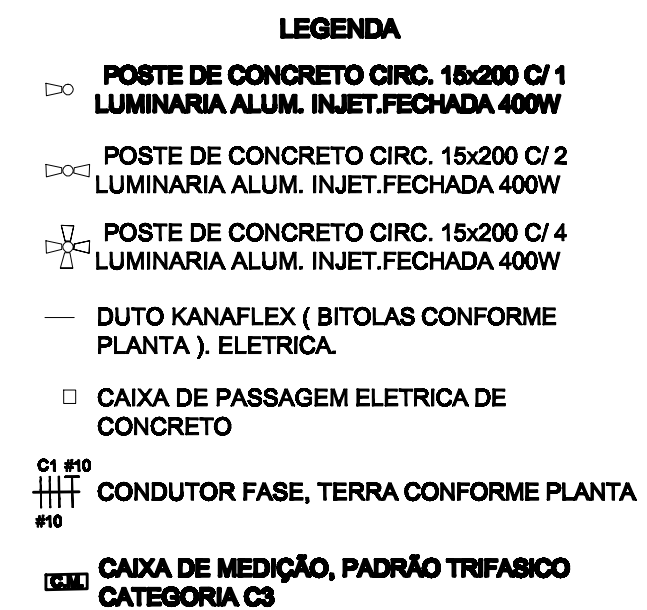 LEGENDA
POSTE DE CONCRETO CIRC. 15x200 C/ 1
LUMINARIA ALUM. INJET.FECHADA 400W
POSTE DE CONCRETO CIRC. 15x200 C/ 2
LUMINARIA ALUM. INJET.FECHADA 400W
POSTE DE CONCRETO CIRC. 15x200 C/ 4
LUMINARIA ALUM. INJET.FECHADA 400W
DUTO KANAFLEX ( BITOLAS CONFORME
PLANTA ). ELETRICA.
CAIXA DE PASSAGEM ELETRICA DE
CONCRETO
C1 #10
#10
CONDUTOR FASE, TERRA CONFORME PLANTA
C.M.
CAIXA DE MEDIÇÃO, PADRÃO TRIFASICO
CATEGORIA C3